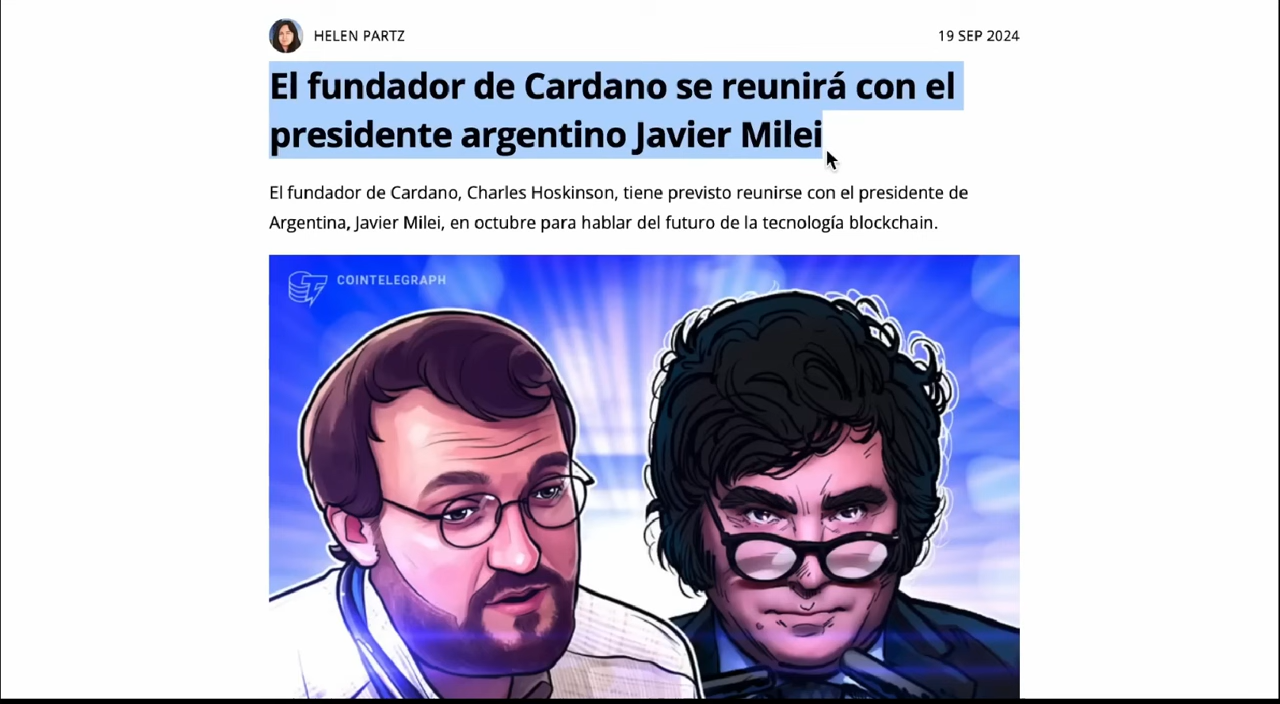 HELEN PARTZ
19 SEP 2024
El fundador de Cardano se reunirá con el
presidente argentino Javier Milei
El fundador de Cardano, Charles Hoskinson, tiene previsto reunirse con el presidente de
Argentina, Javier Milei, en octubre para hablar del futuro de la tecnología blockchain.
COINTELEGRAPH